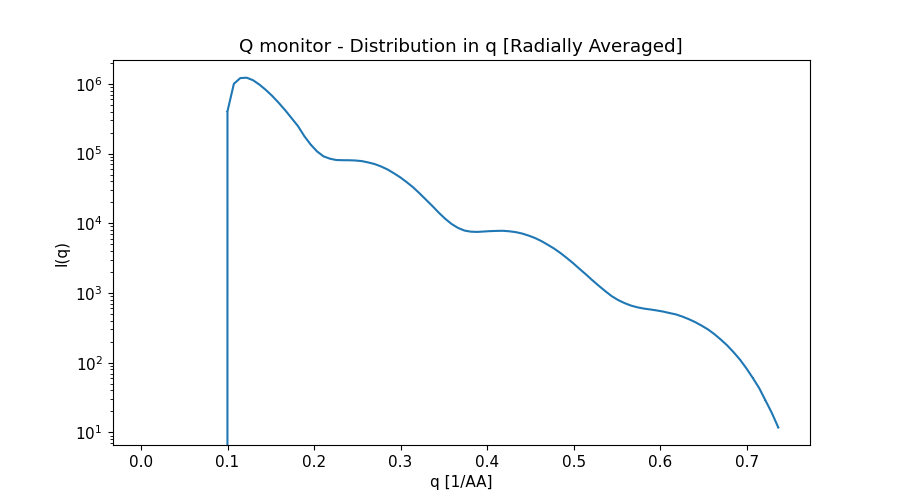 Q monitor - Distribution in q [Radially Averaged]
I(q)
10^6
10^5
10^4
10^3
10^2
10^1
0.0 0.1 0.2 0.3 0.4 0.5 0.6 0.7
q [1/AA]